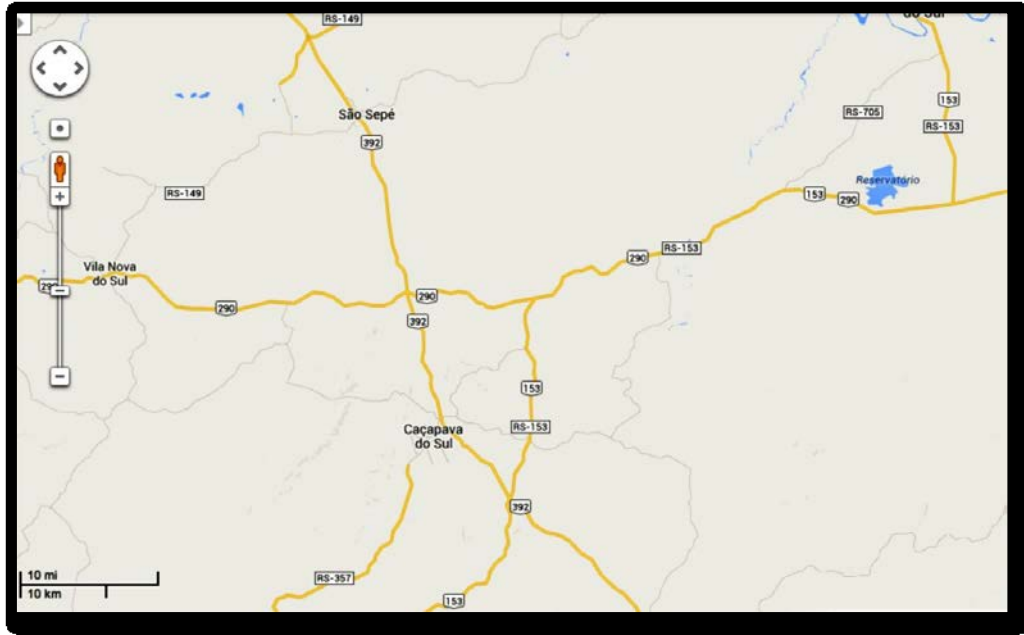 RS-149
do Sul
153
São Sepé
RS-705
RS-153
392
Reservatório
RS-149
153
290
RS-153
290
Vila Nova
do Sul
290
290
392
153
Caçapava
do Sul
RS-153
392
10 mi
RS-357
10 km
153